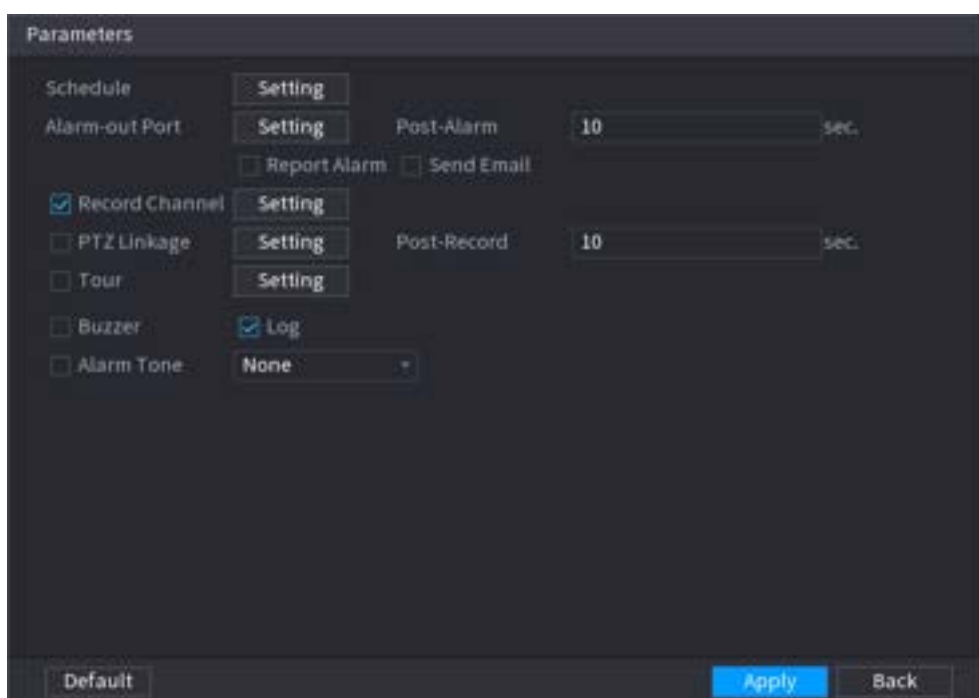 Parameters
Schedule Setting
Alarm-out Port Setting Post-Alarm 10 sec.
Report Alarm Send Email
Record Channel Setting
PTZ Linkage Setting Post-Record 10 sec.
Tour Setting
Buzzer Log
Alarm Tone None
Default Apply Back